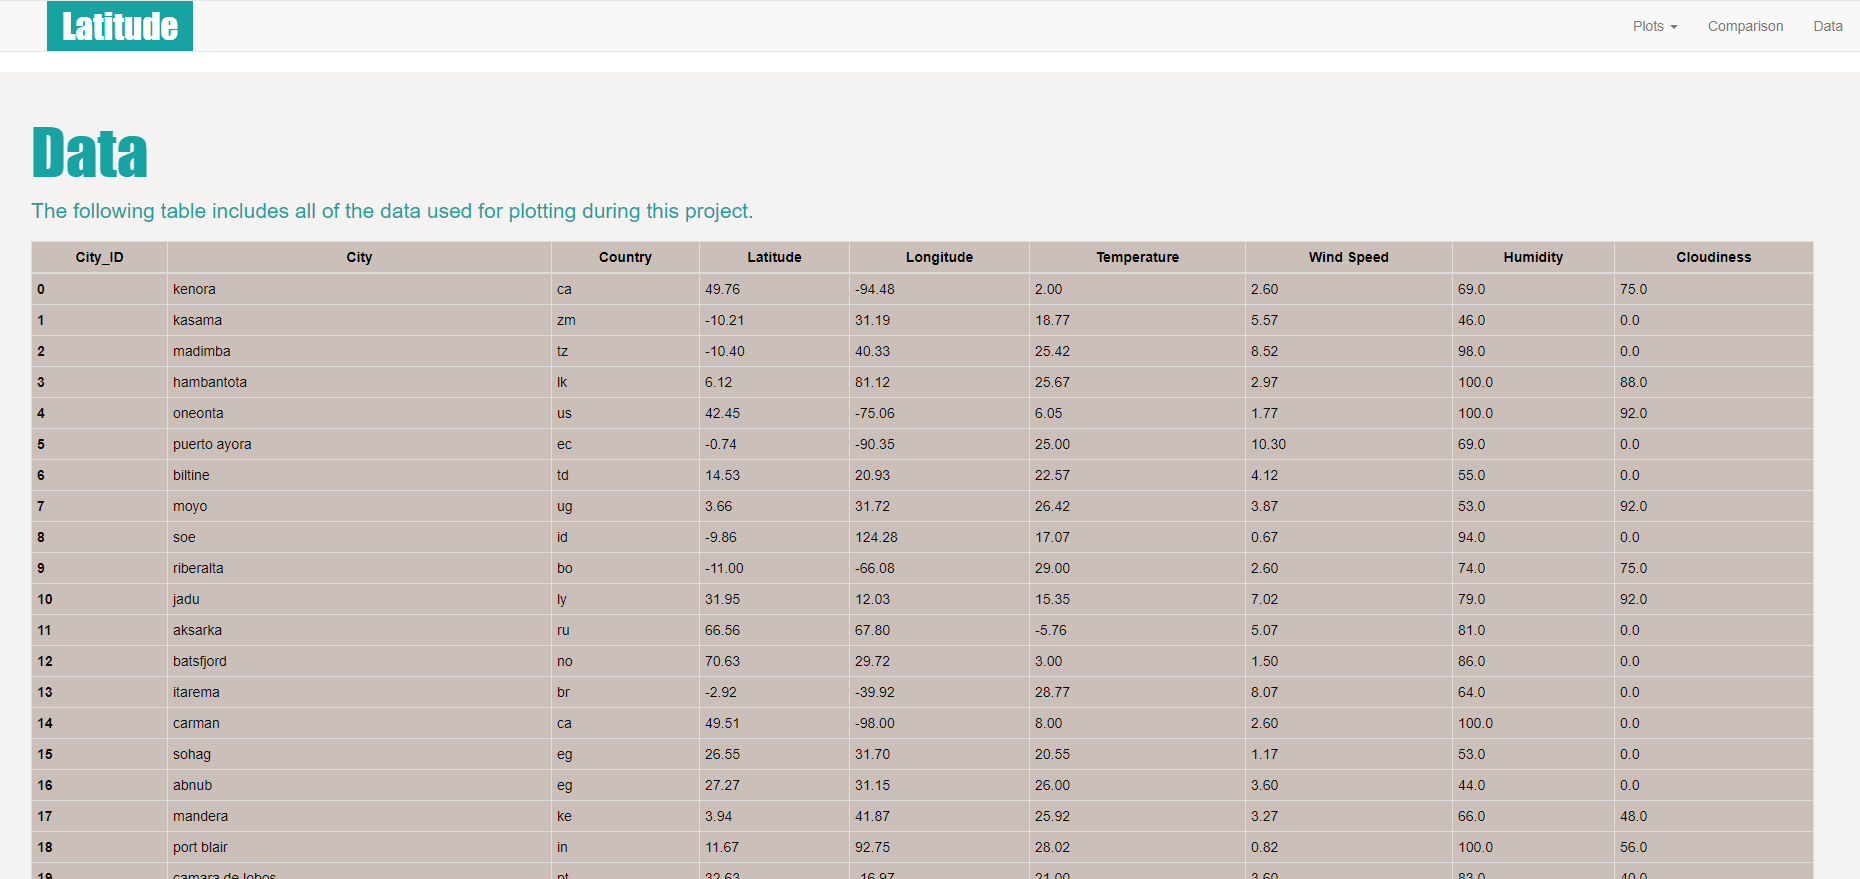 Latitude
Plots Comparison Data
Data
The following table includes all of the data used for plotting during this project.
City_ID City Country Latitude Longitude Temperature Wind Speed Humidity Cloudiness
0 kenora ca 49.76 -94.48 2.00 2.60 69.0 75.0
1 kasama zm -10.21 31.19 18.77 5.57 46.0 0.0
2 madimba tz -10.40 40.33 25.42 8.52 98.0 0.0
3 hambantota lk 6.12 81.12 25.67 2.97 100.0 88.0
4 oneonta us 42.45 -75.06 6.05 1.77 100.0 92.0
5 puerto ayora ec -0.74 -90.35 25.00 10.30 69.0 0.0
6 biltine td 14.53 20.93 22.57 4.12 55.0 0.0
7 moyo ug 3.66 31.72 26.42 3.87 53.0 92.0
8 soe id -9.86 124.28 17.07 0.67 94.0 0.0
9 riberalta bo -11.00 -66.08 29.00 2.60 74.0 75.0
10 jadu ly 31.95 12.03 15.35 7.02 79.0 92.0
11 aksarka ru 66.56 67.80 -5.76 5.07 81.0 0.0
12 batsfjord no 70.63 29.72 3.00 1.50 86.0 0.0
13 itarema br -2.92 -39.92 28.77 8.07 64.0 0.0
14 carman ca 49.51 -98.00 8.00 2.60 100.0 0.0
15 sohag eg 26.55 31.70 20.55 1.17 53.0 0.0
16 abnub eg 27.27 31.15 26.00 3.60 44.0 0.0
17 mandera ke 3.94 41.87 25.92 3.27 66.0 48.0
18 port blair in 11.67 92.75 28.02 0.82 100.0 56.0
19 camara de lobos pt 32.63 -16.97 21.00 3.60 83.0 40.0